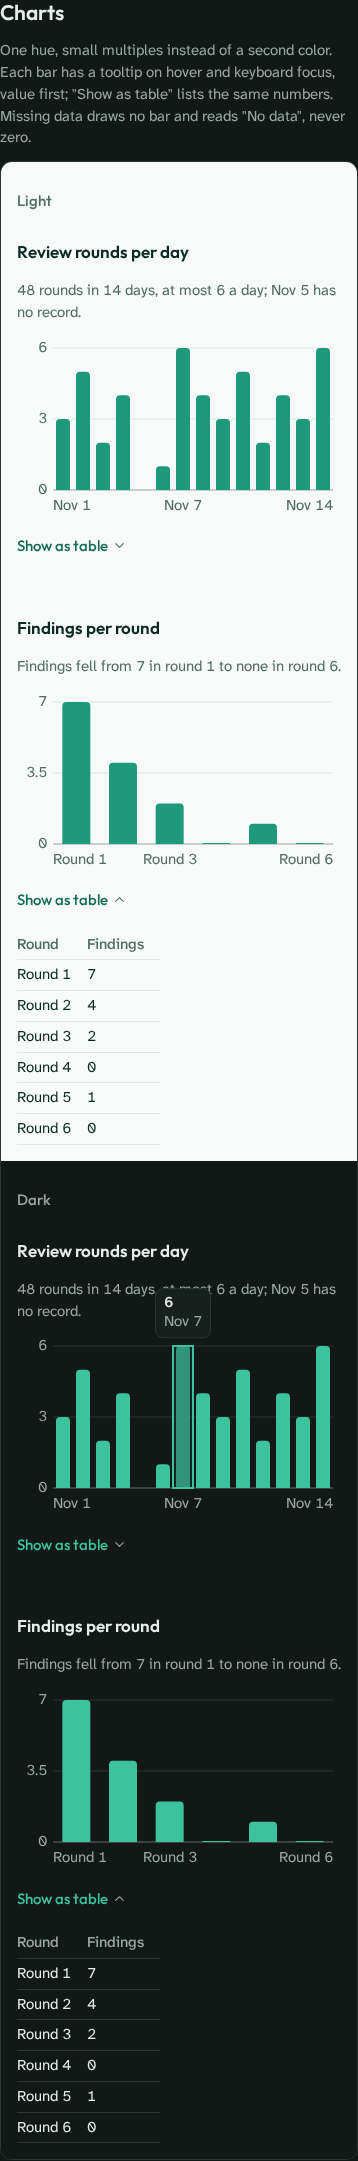 Charts
One hue, small multiples instead of a second color.
Each bar has a tooltip on hover and keyboard focus,
value first; "Show as table" lists the same numbers.
Missing data draws no bar and reads "No data", never
zero.
Light
Review rounds per day
48 rounds in 14 days, at most 6 a day; Nov 5 has
no record.
6
3
0
Nov 1 Nov 7 Nov 14
Show as table
Findings per round
Findings fell from 7 in round 1 to none in round 6.
7
3.5
0
Round 1 Round 3 Round 6
Show as table
Round Findings
Round 1 7
Round 2 4
Round 3 2
Round 4 0
Round 5 1
Round 6 0
Dark
Review rounds per day
48 rounds in 14 days, at most 6 a day; Nov 5 has
no record.
6
Nov 7
6
3
0
Nov 1 Nov 7 Nov 14
Show as table
Findings per round
Findings fell from 7 in round 1 to none in round 6.
7
3.5
0
Round 1 Round 3 Round 6
Show as table
Round Findings
Round 1 7
Round 2 4
Round 3 2
Round 4 0
Round 5 1
Round 6 0